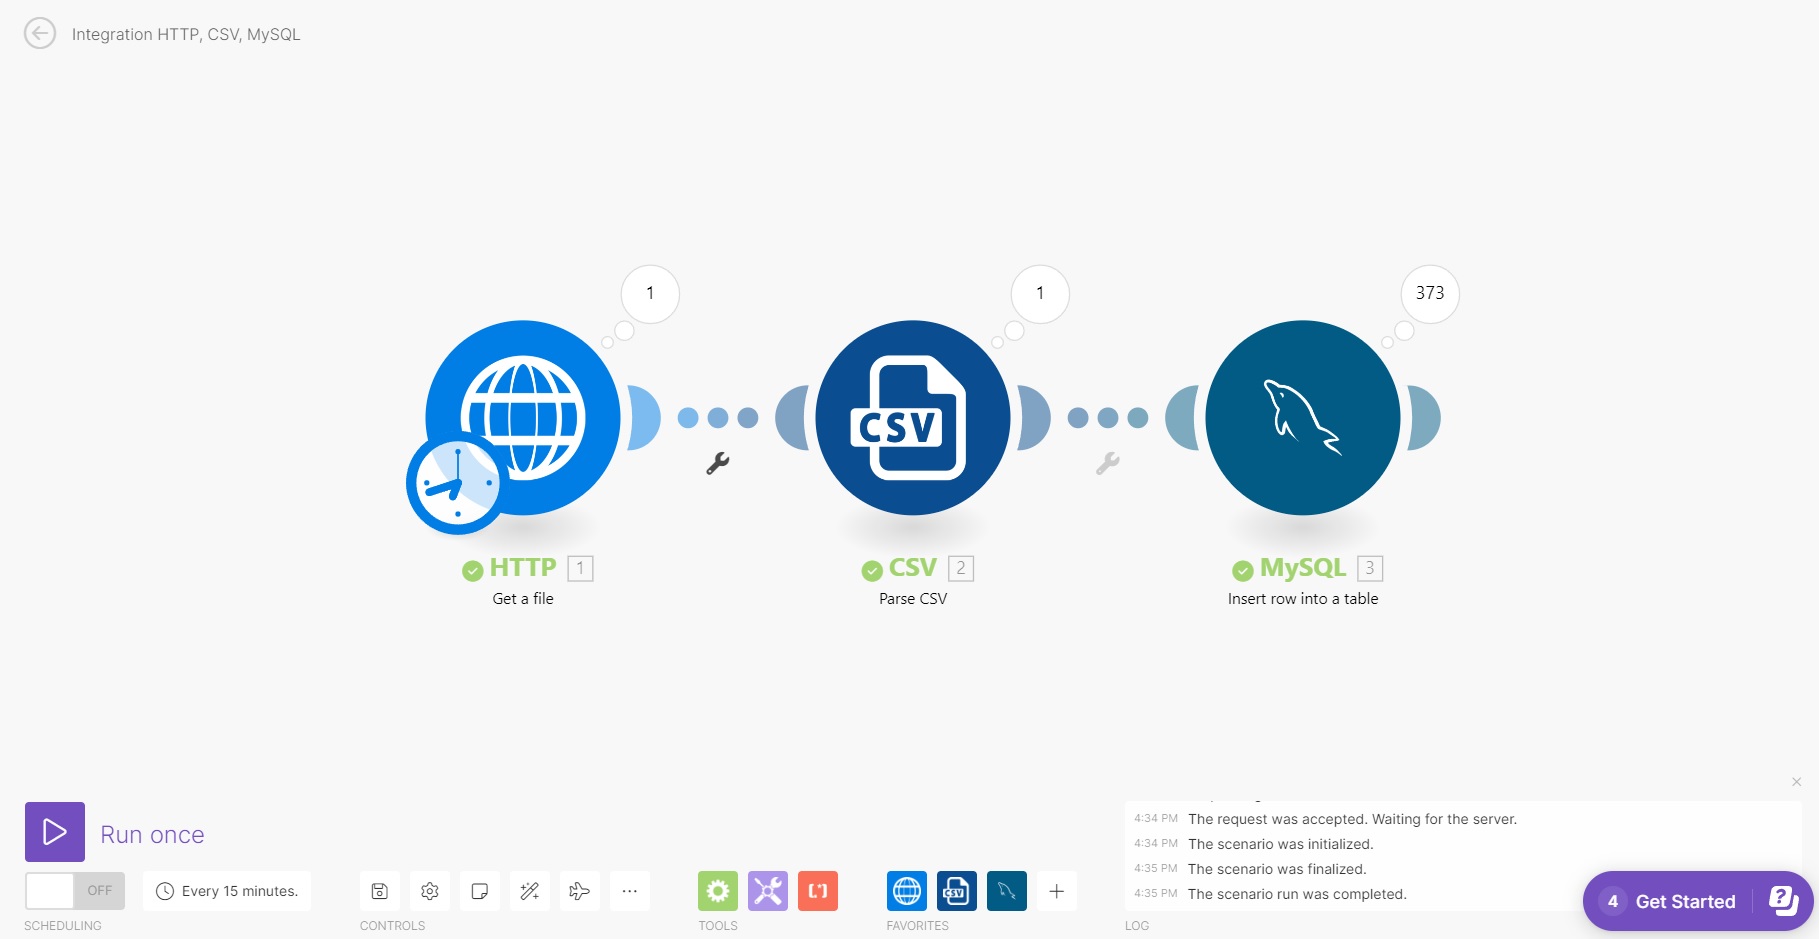 Integration HTTP, CSV, MySQL
1
1
373
CSV
HTTP 1
Get a file
CSV 2
Parse CSV
MySQL 3
Insert row into a table
Run once
OFF
Every 15 minutes.
SCHEDULING
CONTROLS
TOOLS
CSV
FAVORITES
4:34 PM The request was accepted. Waiting for the server.
4:34 PM The scenario was initialized.
4:35 PM The scenario was finalized.
4:35 PM The scenario run was completed.
LOG
4 Get Started